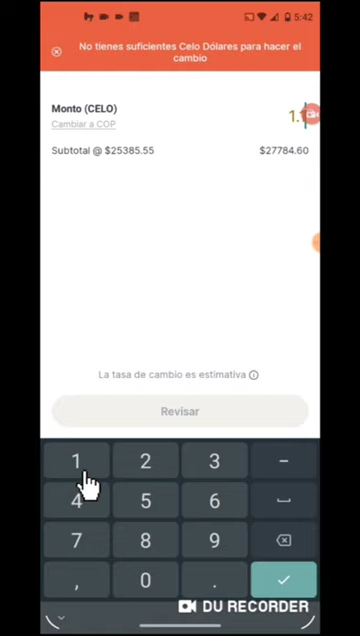 5:42
No tienes suficientes Celo Dólares para hacer el
cambio
Monto (CELO)
1.1
Cambiar a COP
Subtotal @ $25385.55 $27784.60
La tasa de cambio es estimativa
Revisar
1 2 3 –
4 5 6
7 8 9
, 0 .
DU RECORDER